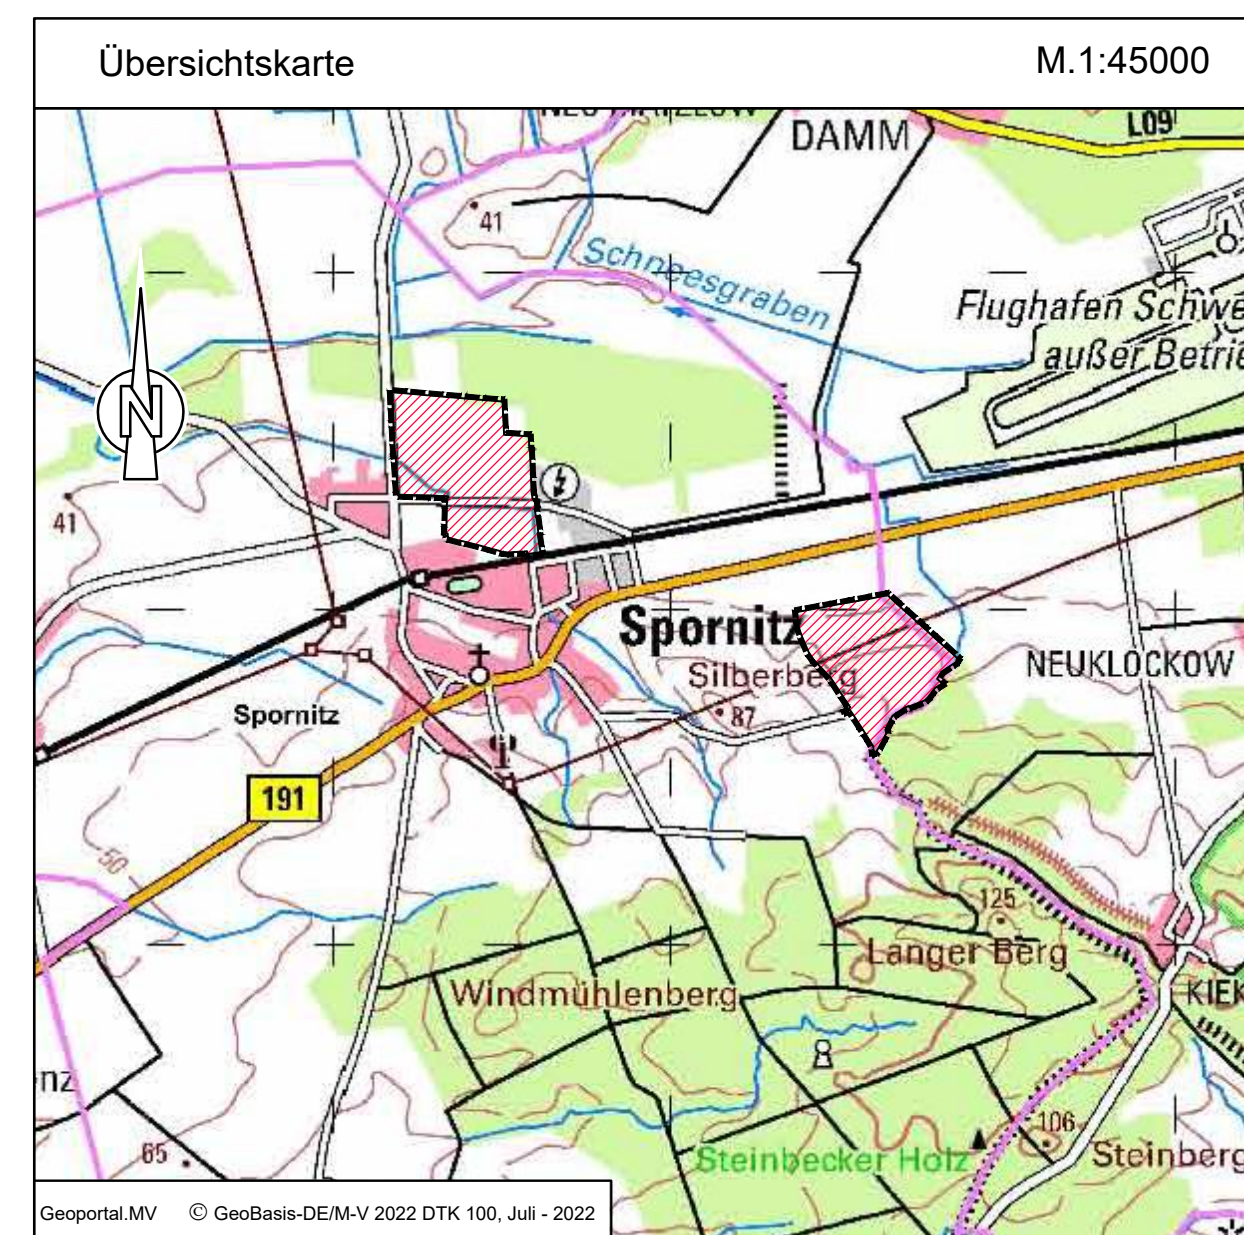 Übersichtskarte
M.1:45000
DAMM
L09
41
Schneesgraben
Flughafen Schwe
außer Betrie
N
41
Spornitz
Silberberg
87
NEUKLOCKOW
Spornitz
191
50
125
Langer Berg
Windmühlenberg
KIEK
nz
106
Steinberg
Steinbecker Holz
65
Geoportal.MV © GeoBasis-DE/M-V 2022 DTK 100, Juli - 2022